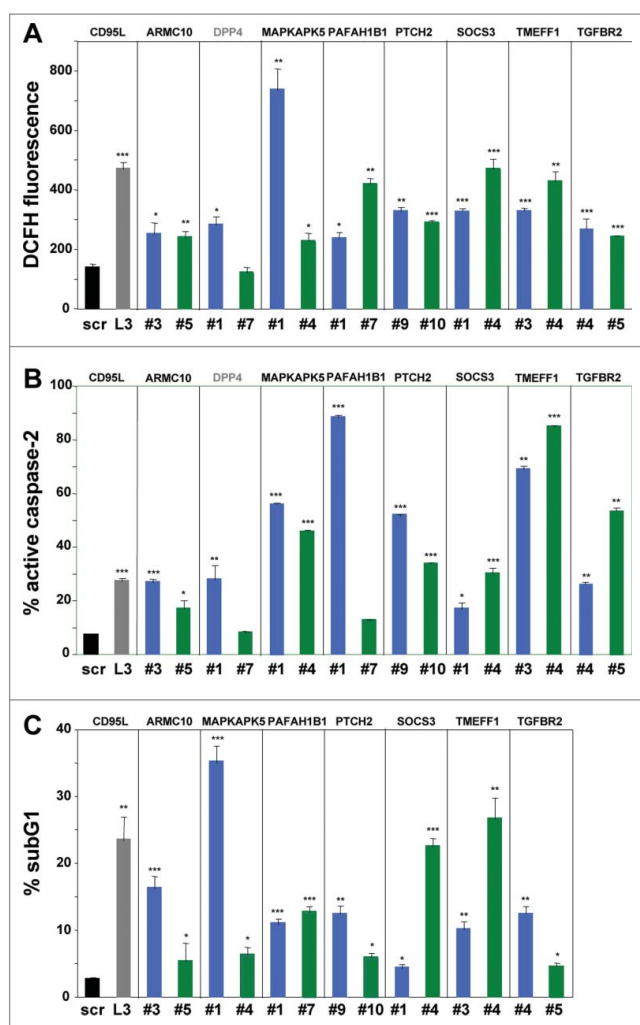 A
CD95L ARMC10 DPP4 MAPKAPK5 PAFAH1B1 PTCH2 SOCS3 TMEFF1 TGFBR2
DCFH fluorescence
800
600
400
200
0
*** * ** * ** * * ** ** *** *** *** *** ** *** ***
scr L3 #3 #5 #1 #7 #1 #4 #1 #7 #9 #10 #1 #4 #3 #4 #4 #5
B
CD95L ARMC10 DPP4 MAPKAPK5 PAFAH1B1 PTCH2 SOCS3 TMEFF1 TGFBR2
% active caspase-2
100
80
60
40
20
0
*** *** * ** *** *** *** *** *** * *** ** *** ** **
scr L3 #3 #5 #1 #7 #1 #4 #1 #7 #9 #10 #1 #4 #3 #4 #4 #5
C
CD95L ARMC10 MAPKAPK5 PAFAH1B1 PTCH2 SOCS3 TMEFF1 TGFBR2
% subG1
40
30
20
10
0
** *** * *** * *** *** ** * * *** ** ** ** *
scr L3 #3 #5 #1 #4 #1 #7 #9 #10 #1 #4 #3 #4 #4 #5